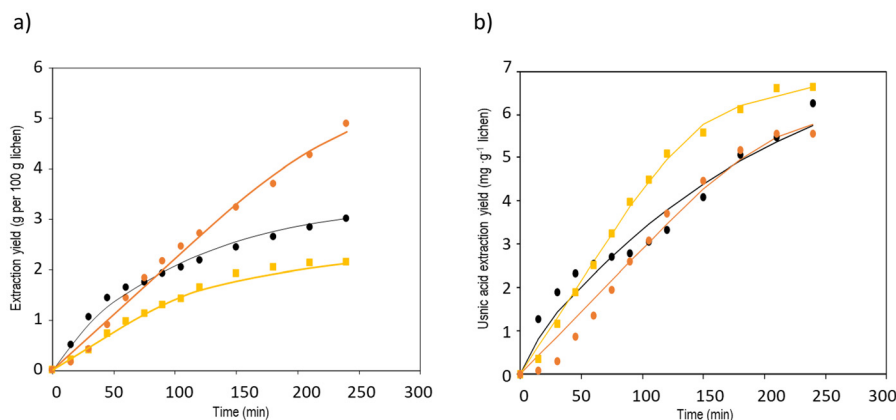 a)
Extraction yield (g per 100 g lichen)
6
5
4
3
2
1
0
0 50 100 150 200 250 300
Time (min)
b)
Usnic acid extraction yield (mg·g⁻¹ lichen)
7
6
5
4
3
2
1
0
0 50 100 150 200 250 300
Time (min)